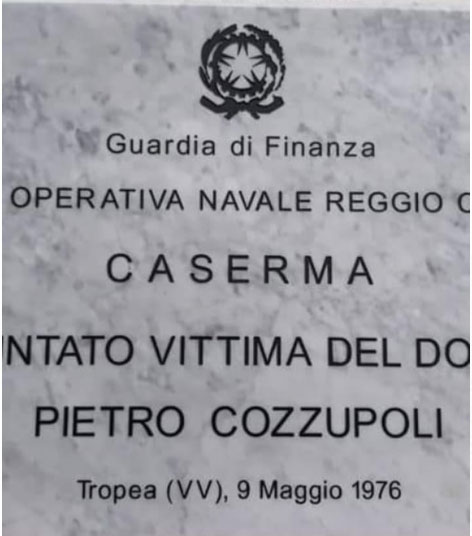 Guardia di Finanza
OPERATIVA NAVALE REGGIO
CASERMA
VITTIMA DEL
PIETRO COZZUPOLI
Tropea (VV), 9 Maggio 1976